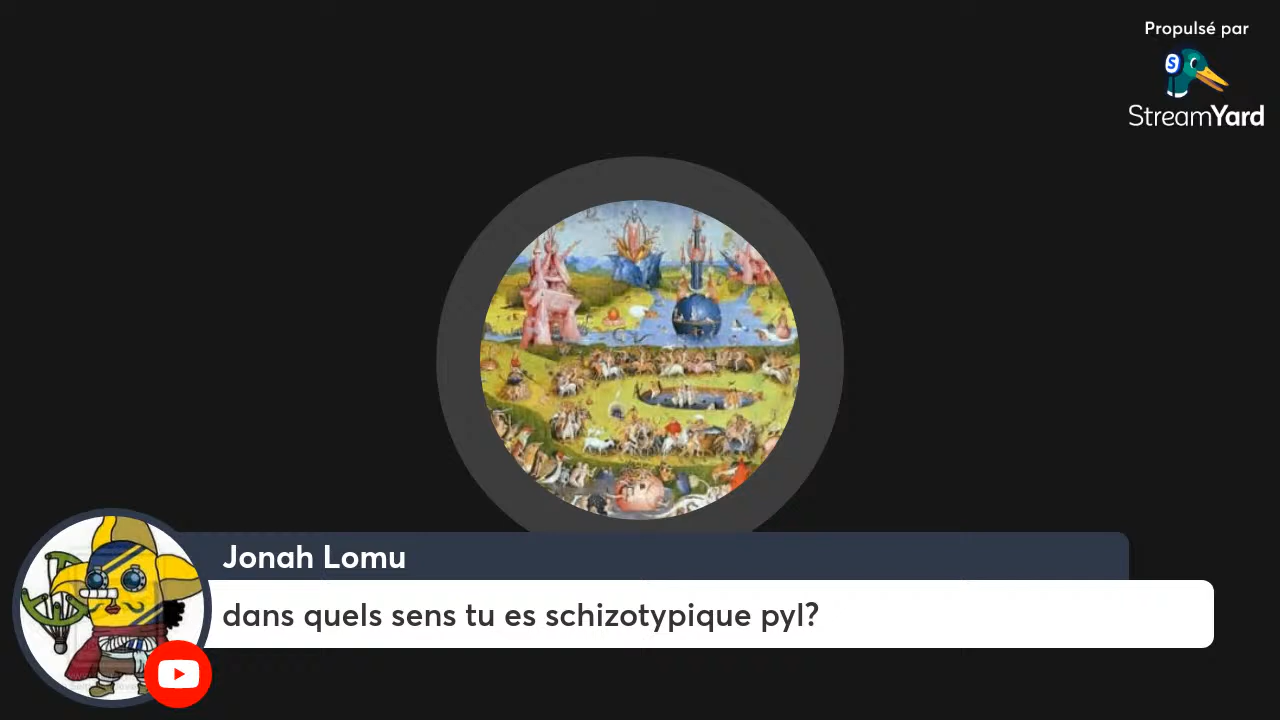 Propulsé par
S
StreamYard
Jonah Lomu
dans quels sens tu es schizotypique pyl?